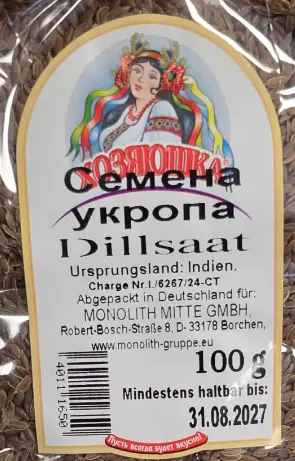 ХОЗЯЮШКА
Семена
укропа
Dillsaat
Ursprungsland: Indien.
Charge Nr.I./6267/24-CT
Abgepackt in Deutschland für:
MONOLITH MITTE GMBH,
Robert-Bosch-Straße 8, D- 33178 Borchen,
www.monolith-gruppe.eu
100 g
Mindestens haltbar bis:
31.08.2027
4011 1650
Пусть всегда будет вкусно!